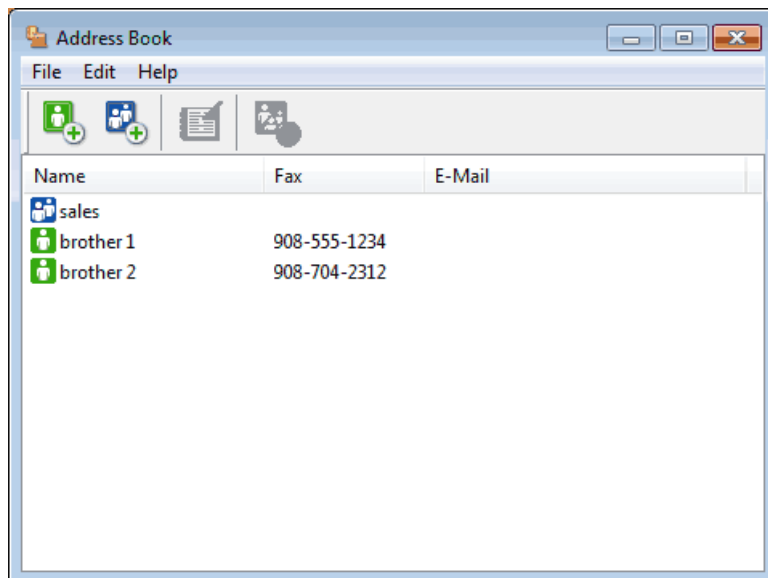 Address Book
File Edit Help
Name Fax E-Mail
sales
brother 1 908-555-1234
brother 2 908-704-2312